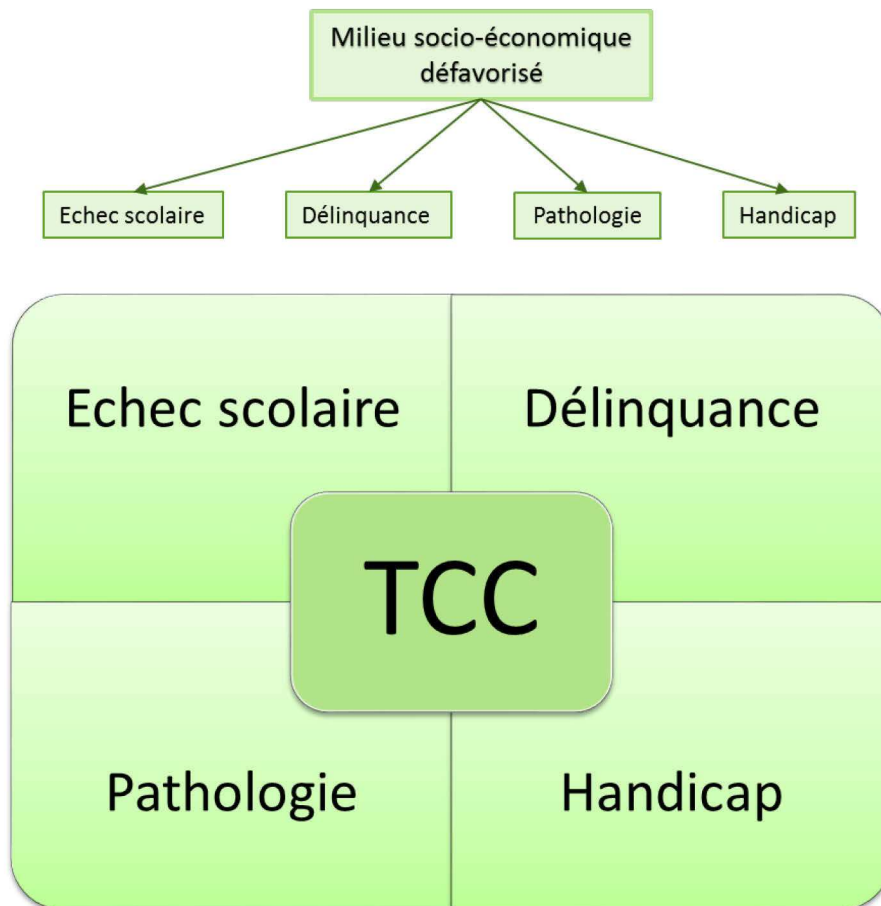 Milieu socio-économique
défavorisé
Echec scolaire
Délinquance
Pathologie
Handicap
Echec scolaire
Délinquance
TCC
Pathologie
Handicap